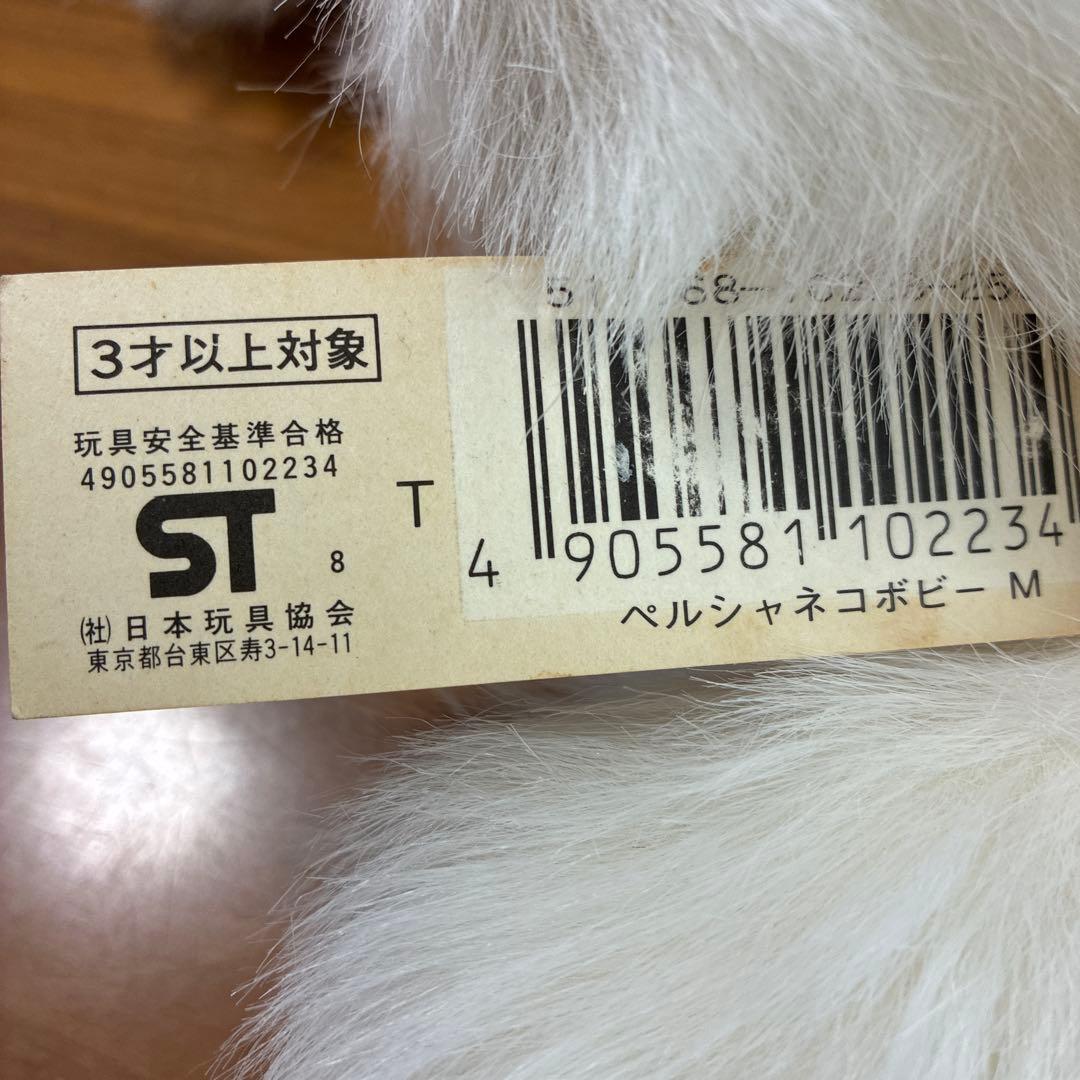 3才以上対象
玩具安全基準合格
4905581102234
ST
8
(社)日本玩具協会
東京都台東区寿3-14-11
T
4 905581 102234
ペルシャネコボビー M